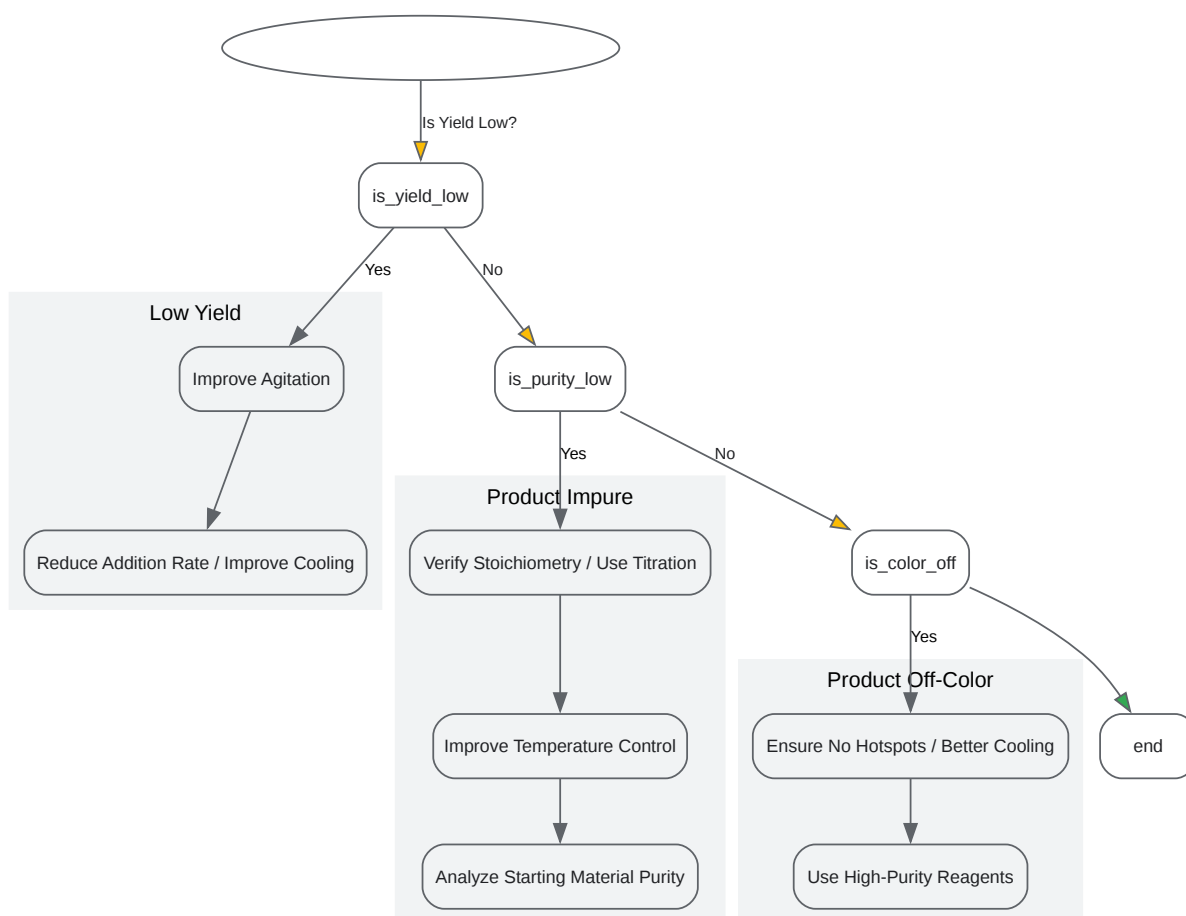 Is Yield Low?
is_yield_low
Yes
No
Low Yield
Improve Agitation
is_purity_low
Yes
No
Product Impure
Reduce Addition Rate / Improve Cooling
Verify Stoichiometry / Use Titration
is_color_off
Yes
Product Off-Color
Improve Temperature Control
Ensure No Hotspots / Better Cooling
end
Analyze Starting Material Purity
Use High-Purity Reagents